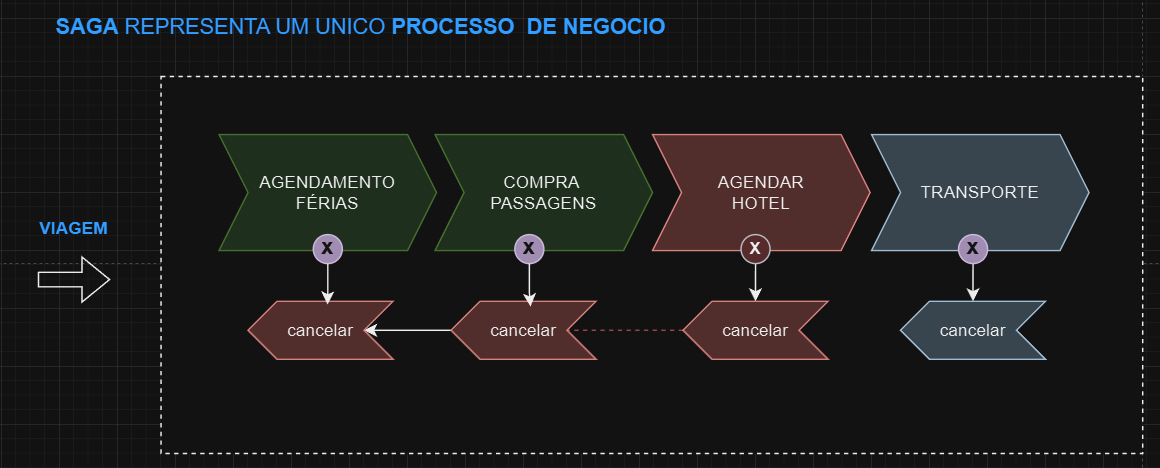 SAGA REPRESENTA UM UNICO PROCESSO DE NEGOCIO
VIAGEM
AGENDAMENTO
FÉRIAS
COMPRA
PASSAGENS
AGENDAR
HOTEL
TRANSPORTE
X
X
X
X
cancelar
cancelar
cancelar
cancelar